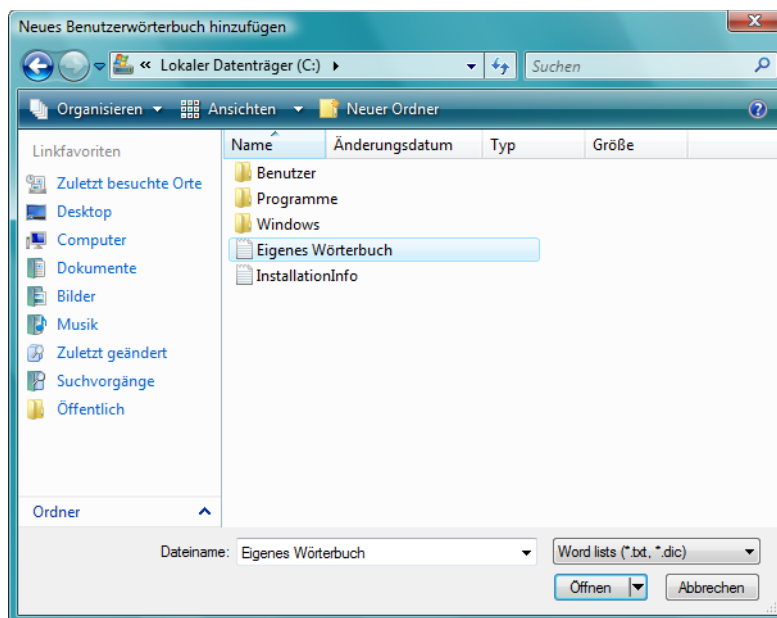 Neues Benutzerwörterbuch hinzufügen
« Lokaler Datenträger (C:)
Suchen
Organisieren Ansichten Neuer Ordner
Linkfavoriten
Zuletzt besuchte Orte
Desktop
Computer
Dokumente
Bilder
Musik
Zuletzt geändert
Suchvorgänge
Öffentlich
Ordner
Name Änderungsdatum Typ Größe
Benutzer
Programme
Windows
Eigenes Wörterbuch
InstallationInfo
Dateiname: Eigenes Wörterbuch Word lists (*.txt, *.dic)
Öffnen Abbrechen